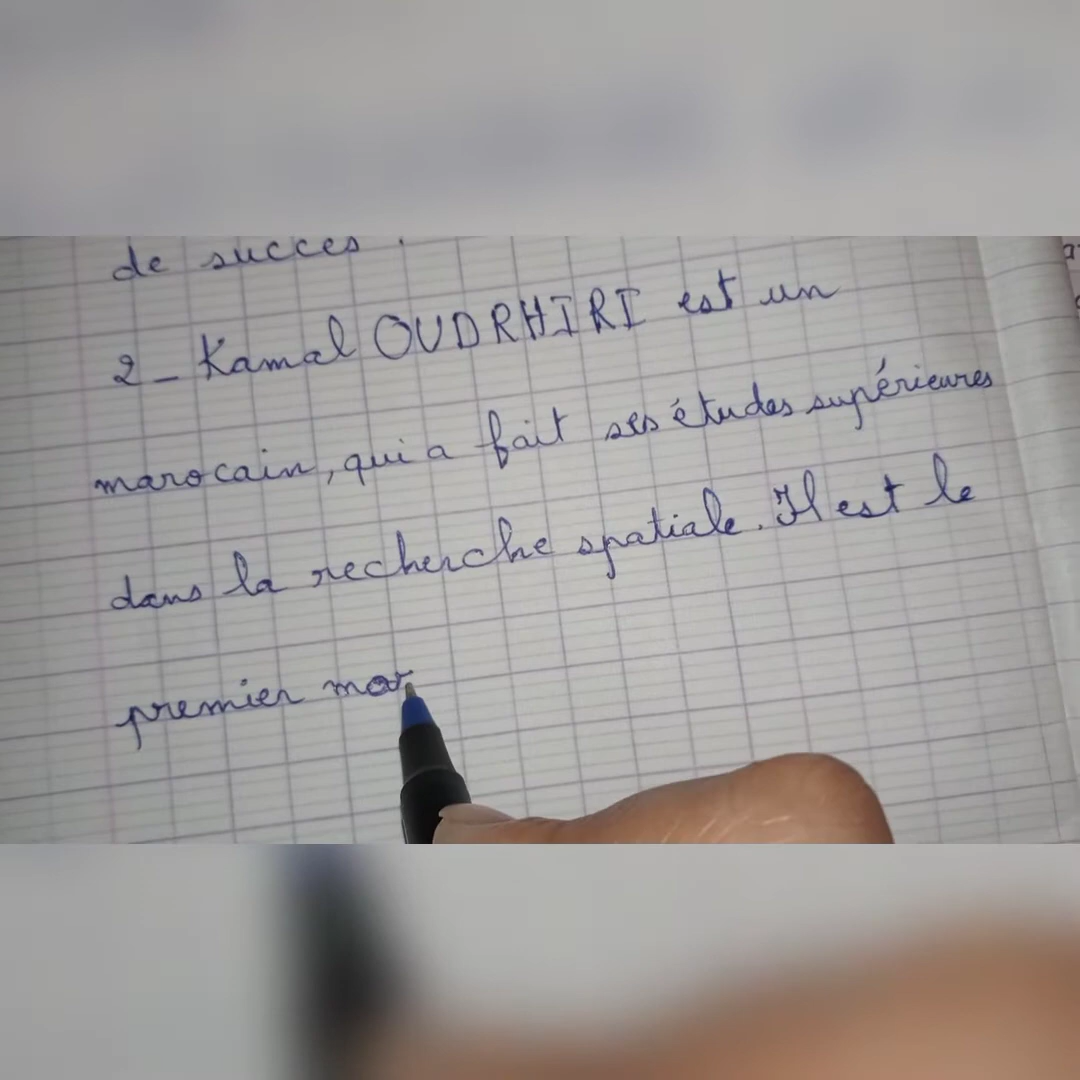 de succes.
2 - Kamal OUDRHIRI est un
marocain, qui a fait ses études supérieures
dans la recherche spatiale. Il est le
premier mar